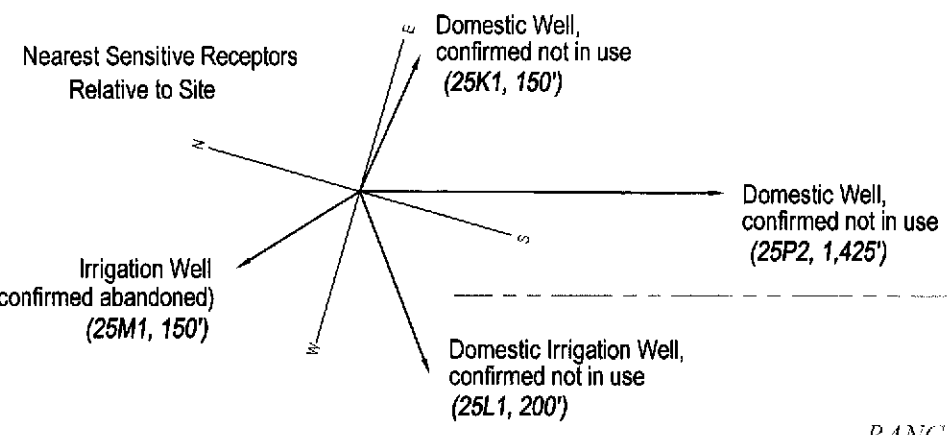 Nearest Sensitive Receptors
Relative to Site
E
Domestic Well,
confirmed not in use
(25K1, 150')
N
Domestic Well,
confirmed not in use
(25P2, 1,425')
S
Irrigation Well
confirmed abandoned)
(25M1, 150')
W
Domestic Irrigation Well,
confirmed not in use
(25L1, 200')